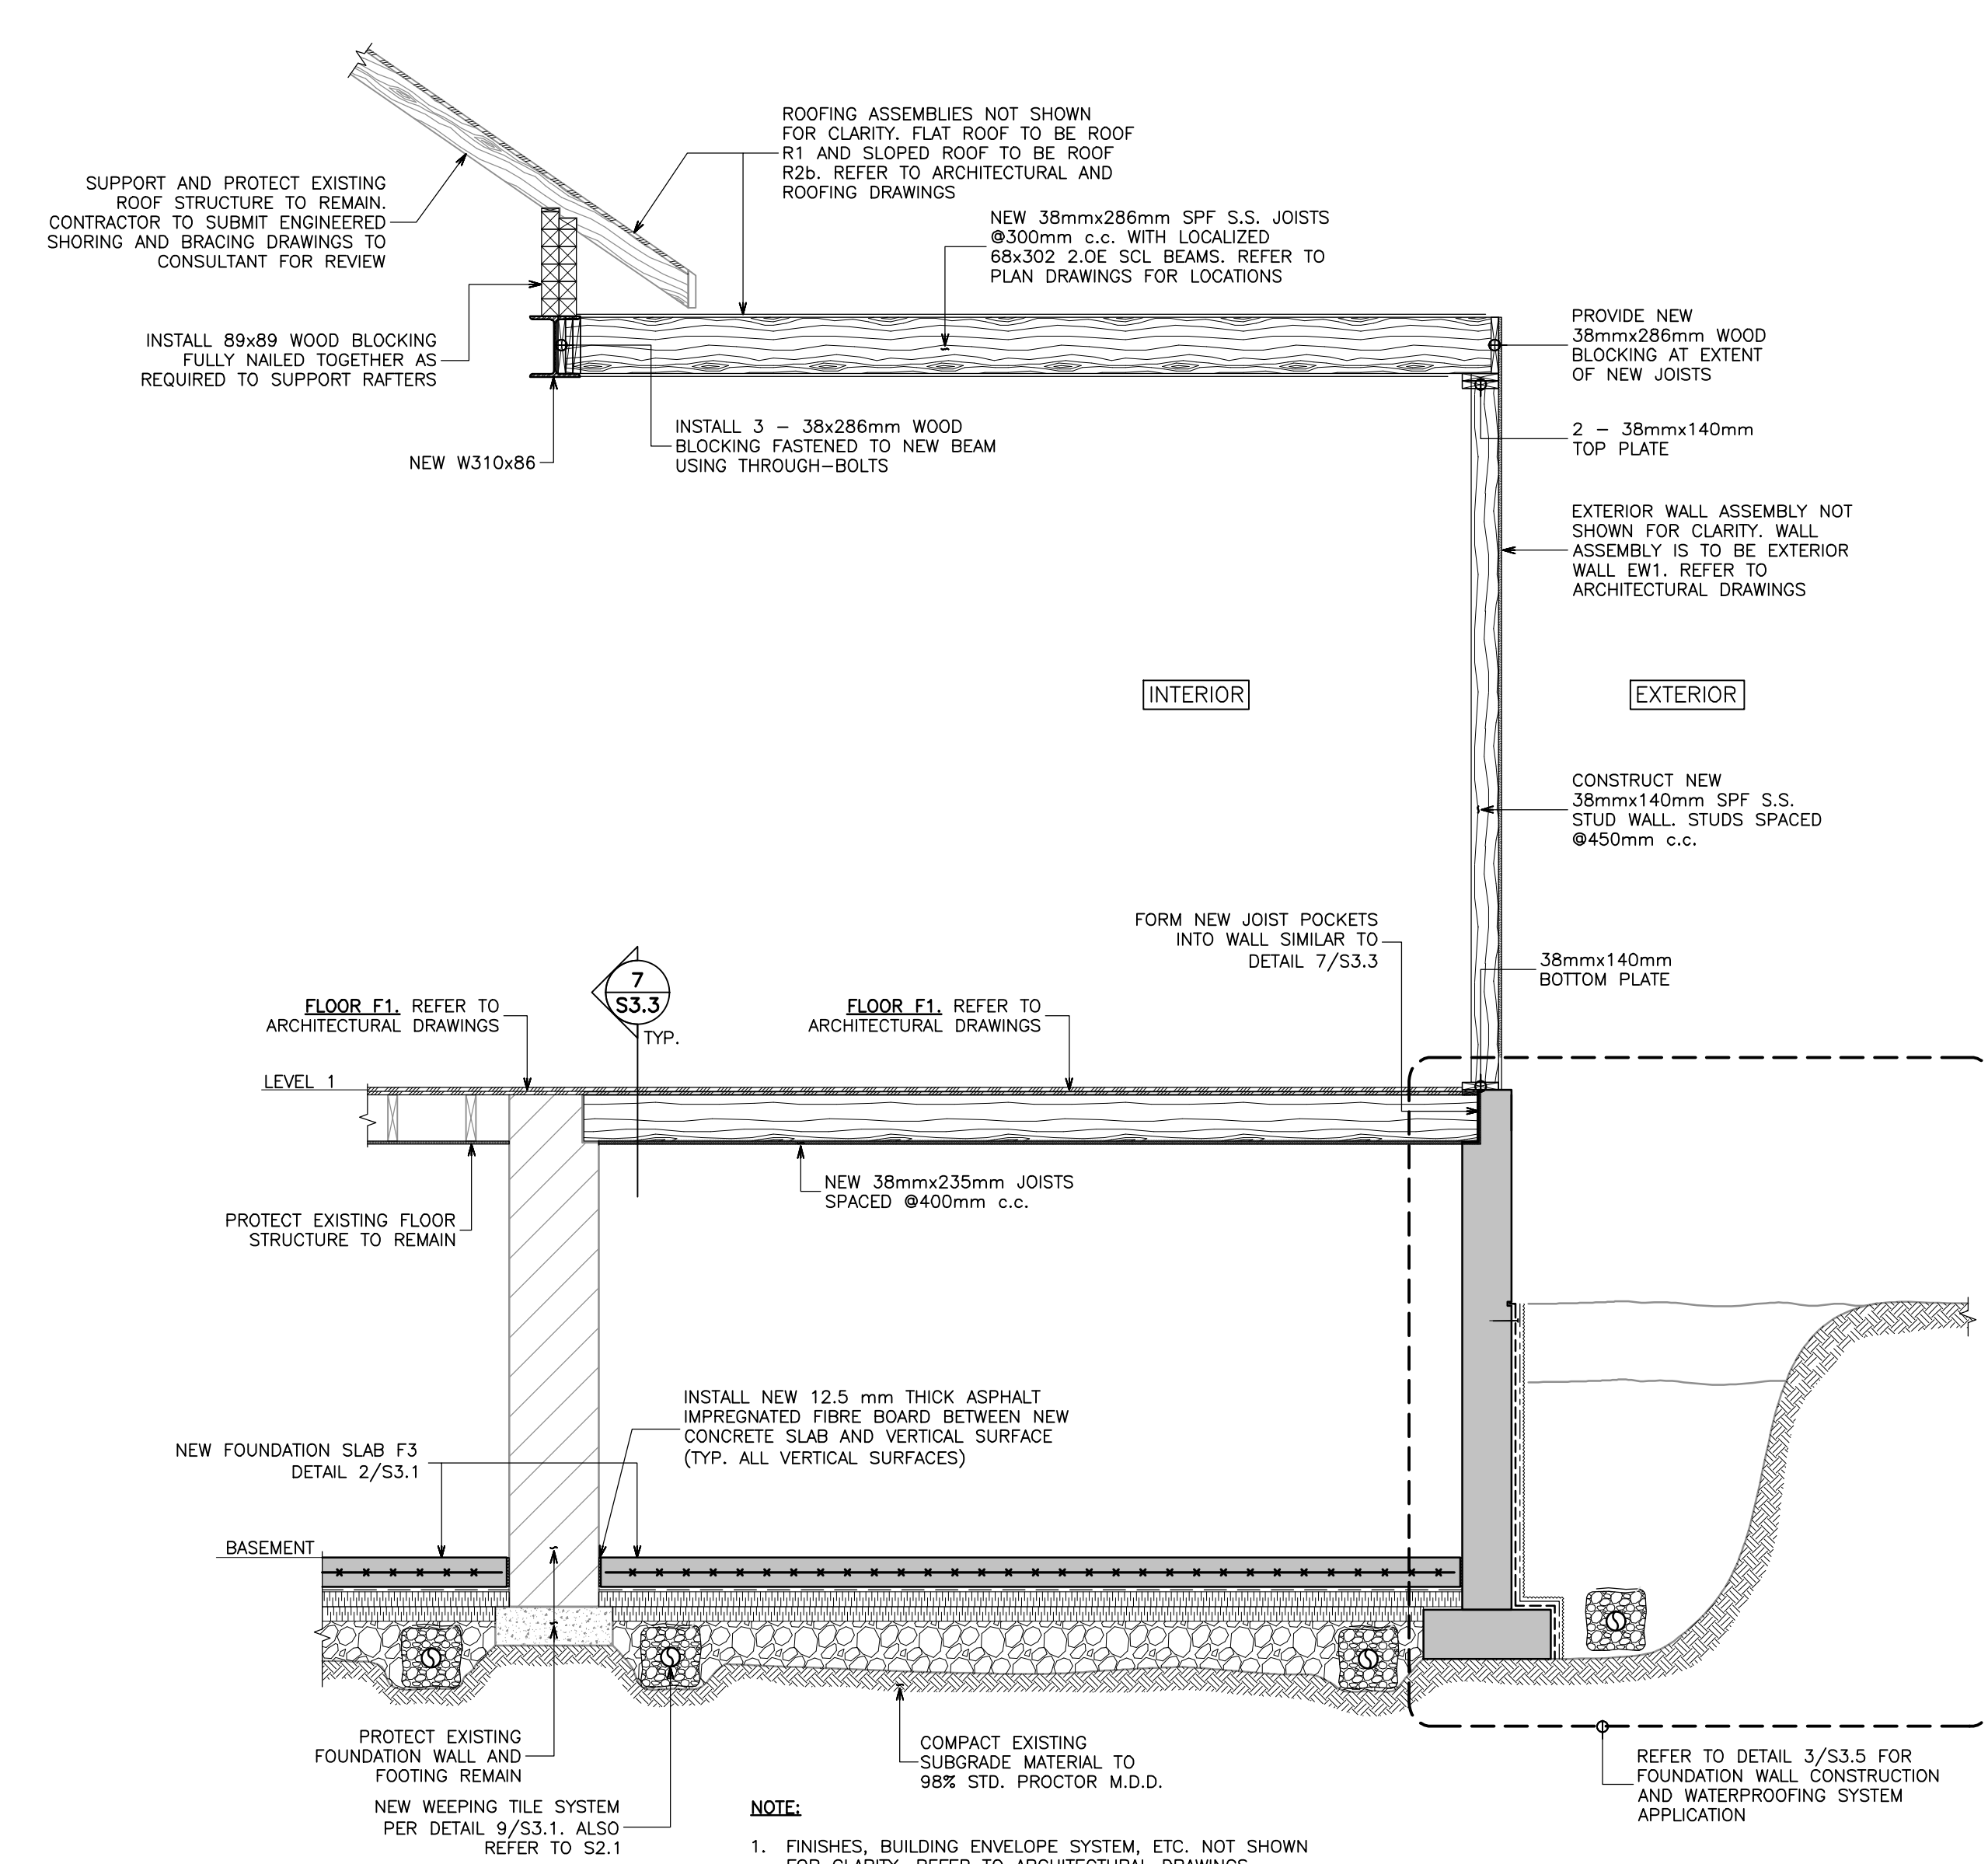 ROOFING ASSEMBLIES NOT SHOWN
FOR CLARITY. FLAT ROOF TO BE ROOF
R1 AND SLOPED ROOF TO BE ROOF
R2b. REFER TO ARCHITECTURAL AND
ROOFING DRAWINGS
SUPPORT AND PROTECT EXISTING
ROOF STRUCTURE TO REMAIN.
CONTRACTOR TO SUBMIT ENGINEERED
SHORING AND BRACING DRAWINGS TO
CONSULTANT FOR REVIEW
NEW 38mmx286mm SPF S.S. JOISTS
@300mm c.c. WITH LOCALIZED
68x302 2.0E SCL BEAMS. REFER TO
PLAN DRAWINGS FOR LOCATIONS
INSTALL 89x89 WOOD BLOCKING
FULLY NAILED TOGETHER AS
REQUIRED TO SUPPORT RAFTERS
PROVIDE NEW
38mmx286mm WOOD
BLOCKING AT EXTENT
OF NEW JOISTS
INSTALL 3 – 38x286mm WOOD
BLOCKING FASTENED TO NEW BEAM
USING THROUGH–BOLTS
NEW W310x86
2 – 38mmx140mm
TOP PLATE
EXTERIOR WALL ASSEMBLY NOT
SHOWN FOR CLARITY. WALL
ASSEMBLY IS TO BE EXTERIOR
WALL EW1. REFER TO
ARCHITECTURAL DRAWINGS
INTERIOR
EXTERIOR
CONSTRUCT NEW
38mmx140mm SPF S.S.
STUD WALL. STUDS SPACED
@450mm c.c.
FORM NEW JOIST POCKETS
INTO WALL SIMILAR TO
DETAIL 7/S3.3
38mmx140mm
BOTTOM PLATE
7
S3.3
TYP.
FLOOR F1. REFER TO
ARCHITECTURAL DRAWINGS
FLOOR F1. REFER TO
ARCHITECTURAL DRAWINGS
LEVEL 1
NEW 38mmx235mm JOISTS
SPACED @400mm c.c.
PROTECT EXISTING FLOOR
STRUCTURE TO REMAIN
INSTALL NEW 12.5 mm THICK ASPHALT
IMPREGNATED FIBRE BOARD BETWEEN NEW
CONCRETE SLAB AND VERTICAL SURFACE
(TYP. ALL VERTICAL SURFACES)
NEW FOUNDATION SLAB F3
DETAIL 2/S3.1
BASEMENT
PROTECT EXISTING
FOUNDATION WALL AND
FOOTING REMAIN
COMPACT EXISTING
SUBGRADE MATERIAL TO
98% STD. PROCTOR M.D.D.
REFER TO DETAIL 3/S3.5 FOR
FOUNDATION WALL CONSTRUCTION
AND WATERPROOFING SYSTEM
APPLICATION
NEW WEEPING TILE SYSTEM
PER DETAIL 9/S3.1. ALSO
REFER TO S2.1
NOTE:
1. FINISHES, BUILDING ENVELOPE SYSTEM, ETC. NOT SHOWN
FOR CLARITY. REFER TO ARCHITECTURAL DRAWINGS